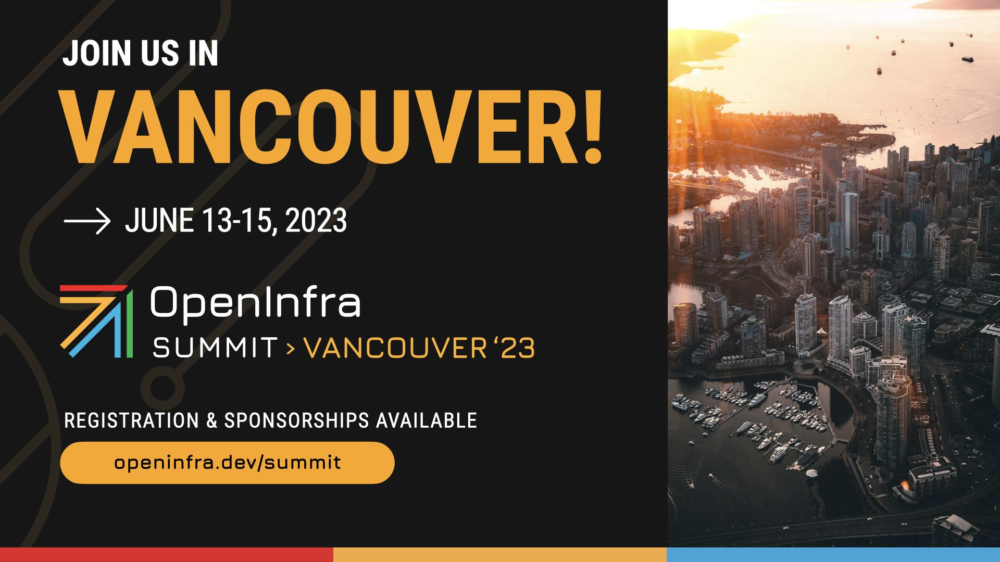 JOIN US IN
VANCOUVER!
JUNE 13-15, 2023
OpenInfra
SUMMIT > VANCOUVER ‘23
REGISTRATION & SPONSORSHIPS AVAILABLE
openinfra.dev/summit